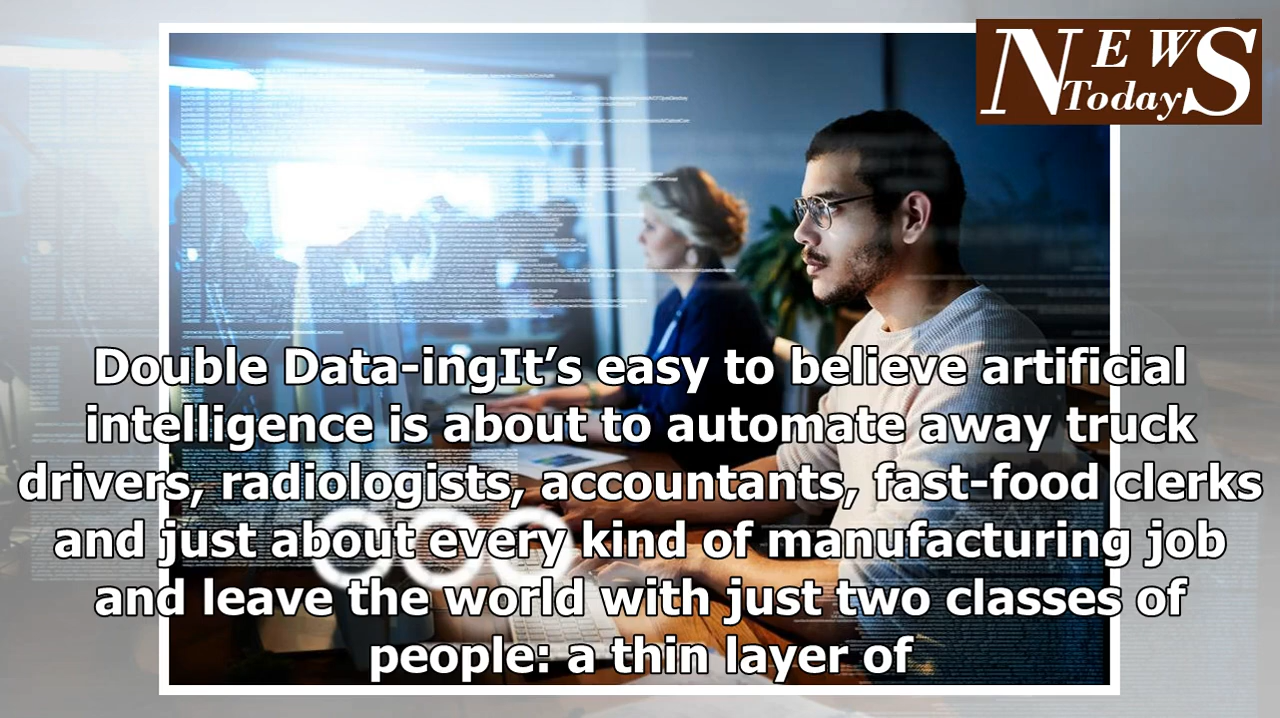 NEWS
Today
Double Data-ingIt’s easy to believe artificial
intelligence is about to automate away truck
drivers, radiologists, accountants, fast-food clerks
and just about every kind of manufacturing job
and leave the world with just two classes of
people: a thin layer of